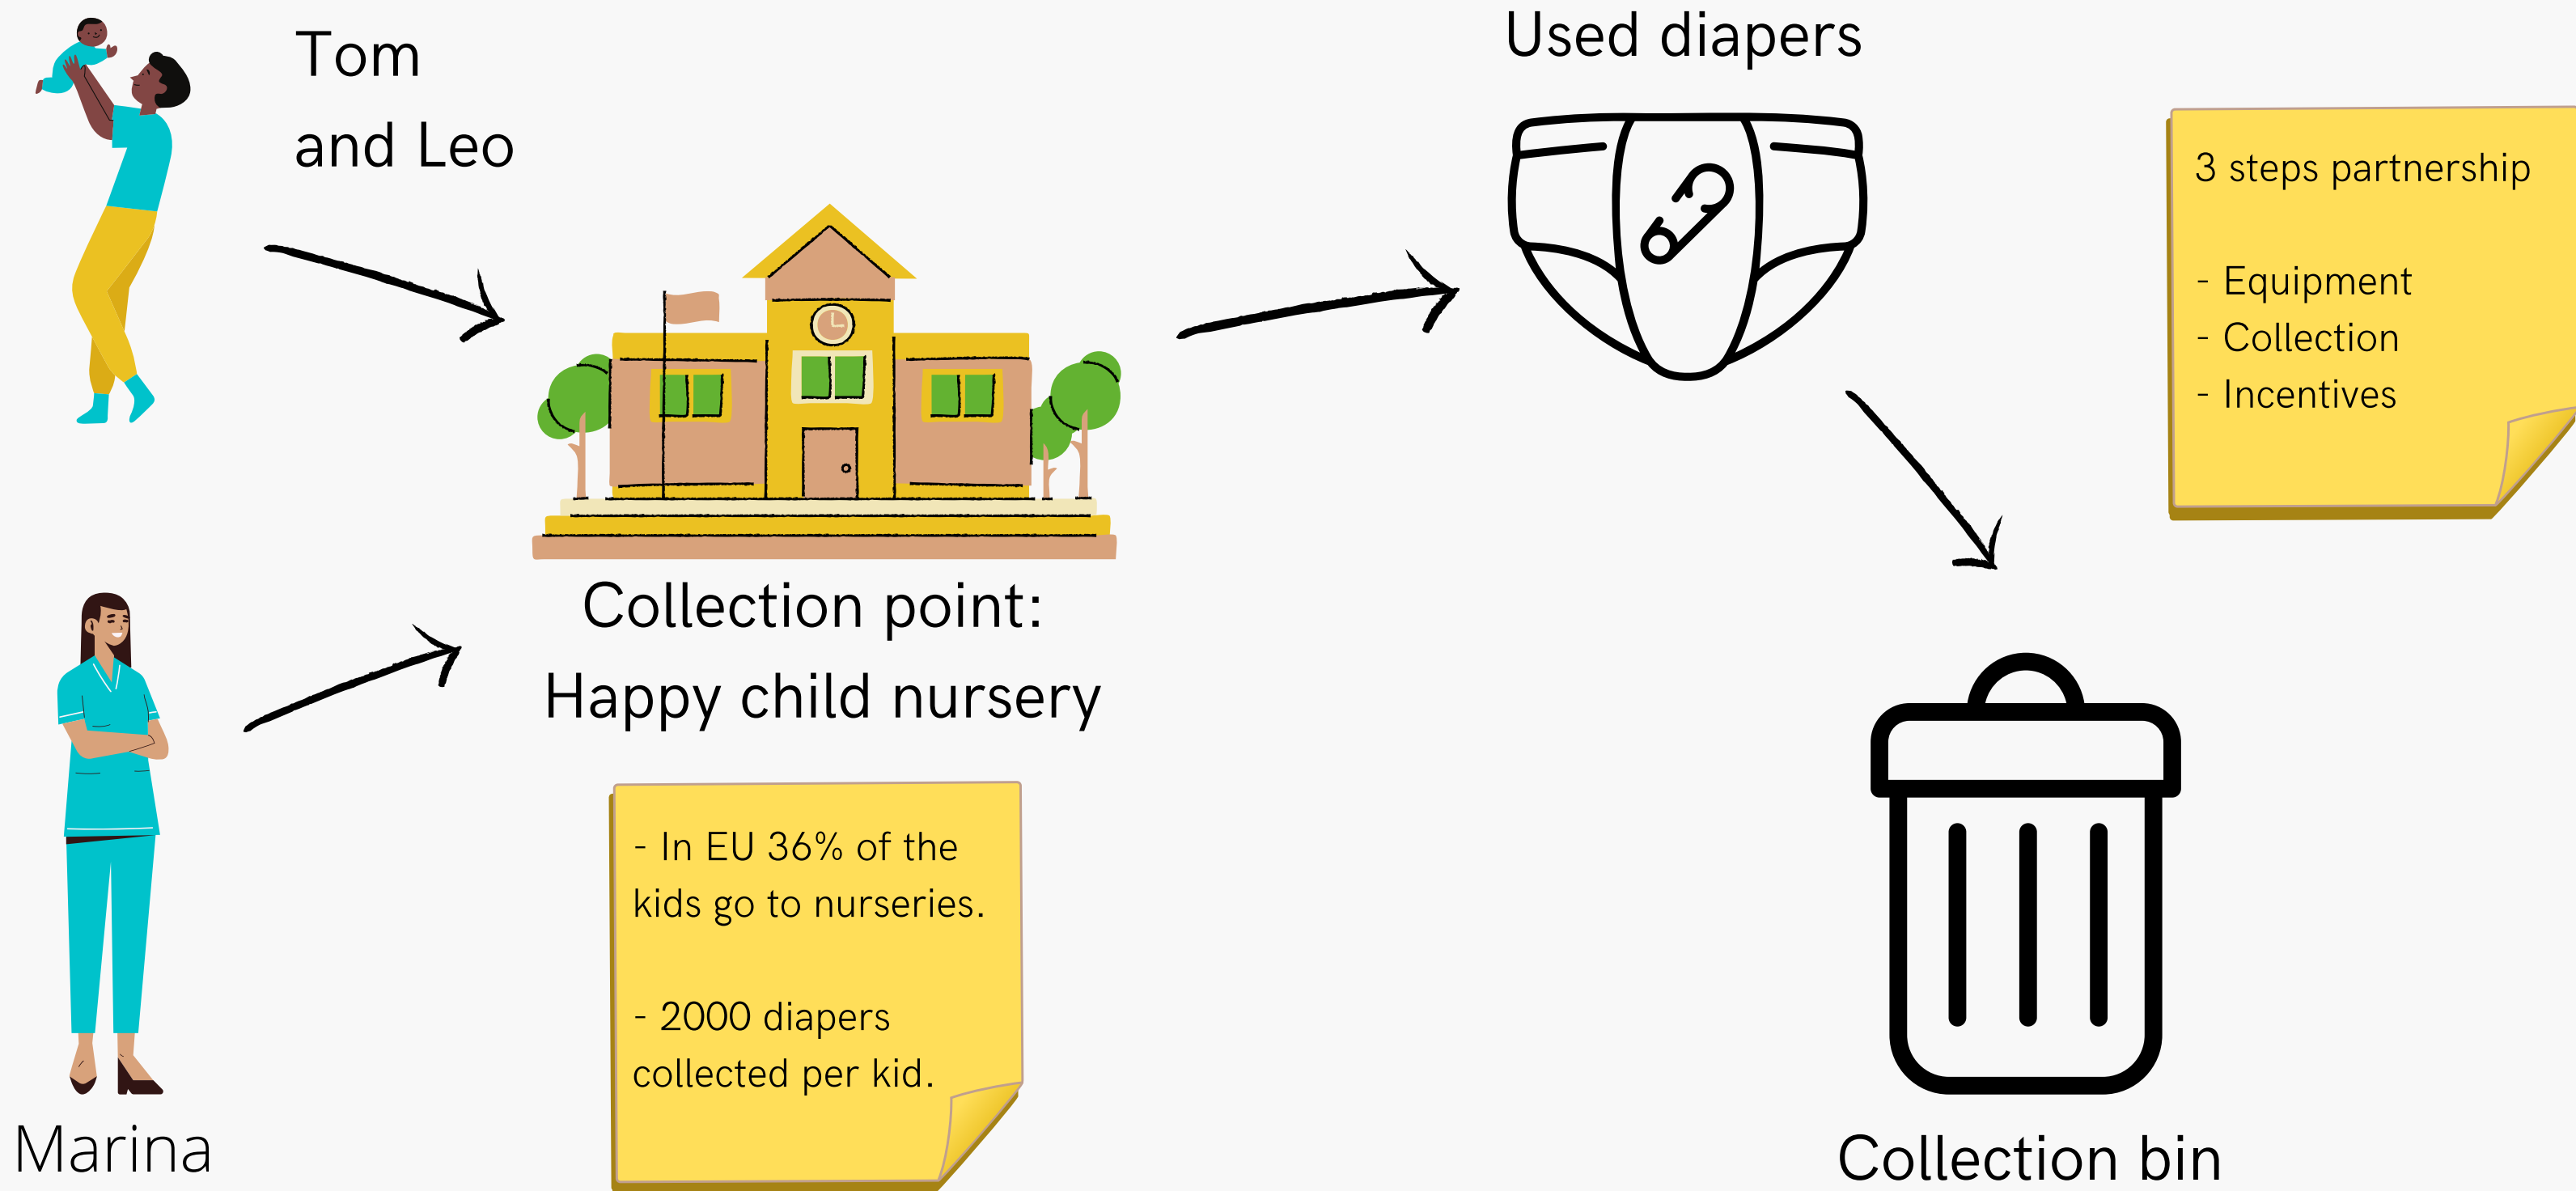 Tom
and Leo
Used diapers
3 steps partnership
- Equipment
- Collection
- Incentives
Collection point:
Happy child nursery
- In EU 36% of the
kids go to nurseries.
- 2000 diapers
collected per kid.
Marina
Collection bin